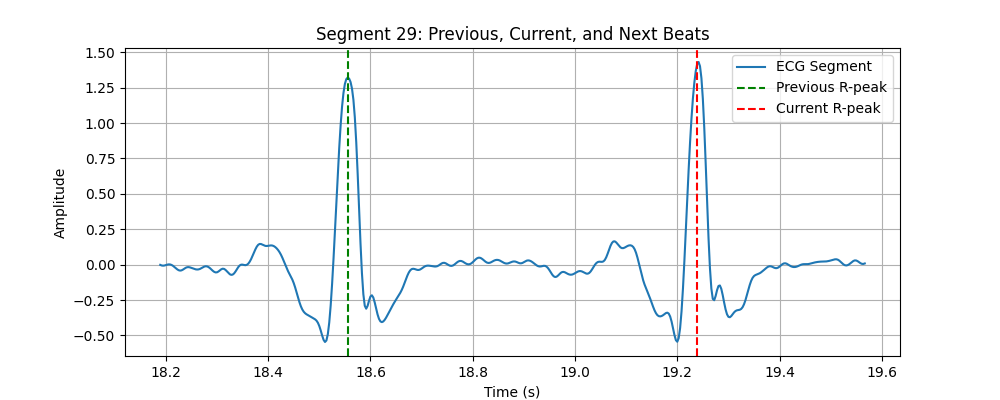 Segment 29: Previous, Current, and Next Beats
1.50
1.25
1.00
0.75
0.50
0.25
0.00
−0.25
−0.50
Amplitude
ECG Segment
Previous R-peak
Current R-peak
18.2 18.4 18.6 18.8 19.0 19.2 19.4 19.6
Time (s)